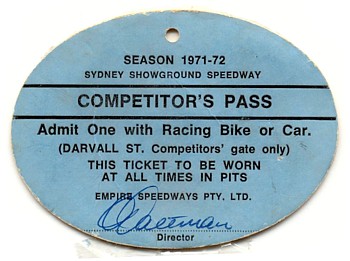 SEASON 1971-72
SYDNEY SHOWGROUND SPEEDWAY
COMPETITOR'S PASS
Admit One with Racing Bike or Car.
(DARVALL ST. Competitors' gate only)
THIS TICKET TO BE WORN
AT ALL TIMES IN PITS
EMPIRE SPEEDWAYS PTY. LTD.
Director